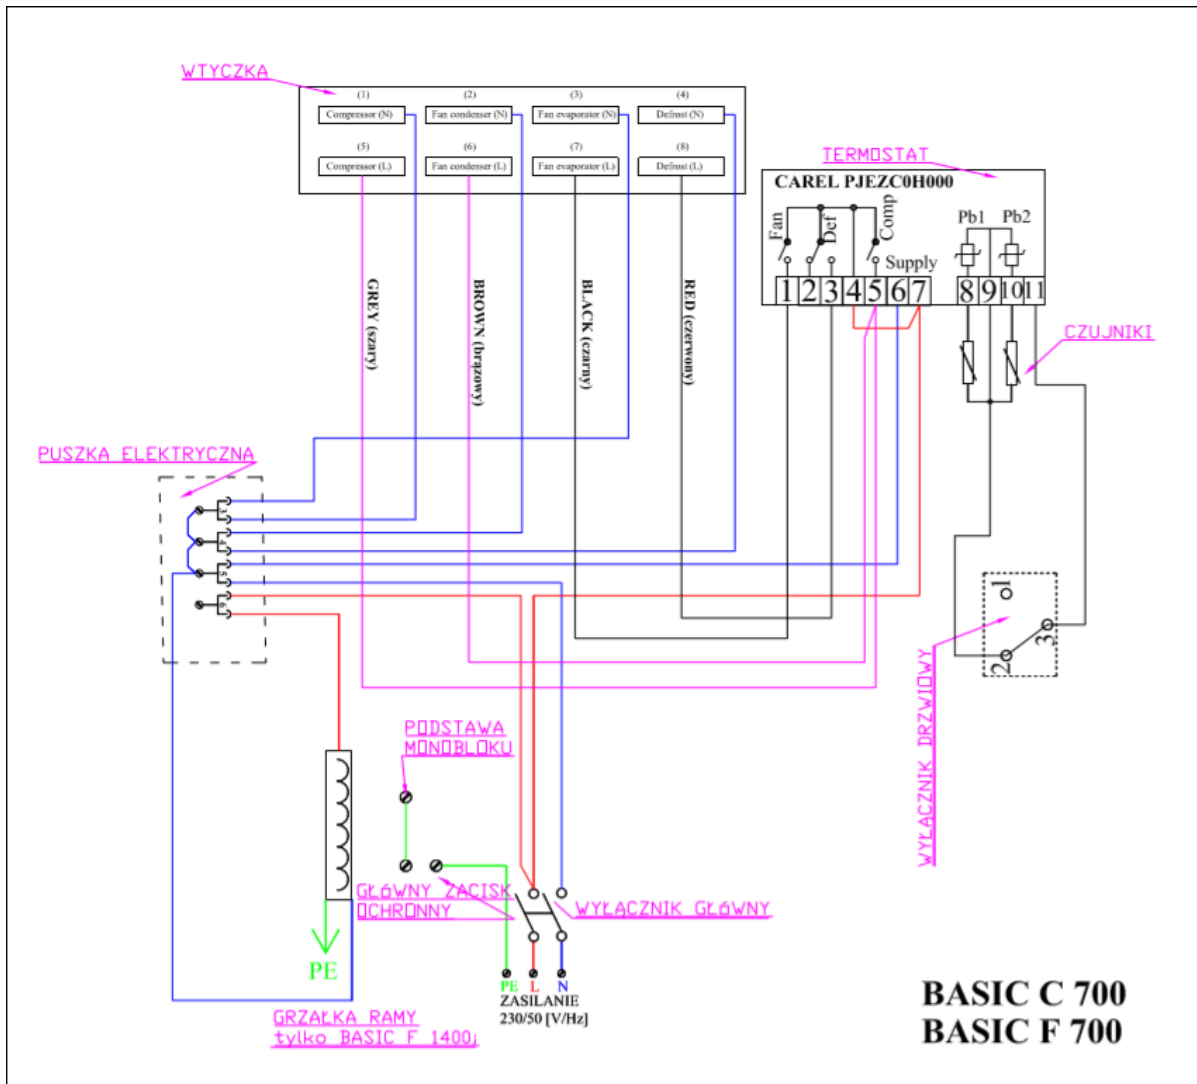 WTYCZKA
(1) (2) (3) (4)
Compressor (N) Fan condenser (N) Fan evaporator (N) Defrost (N)
(5) (6) (7) (8)
Compressor (L) Fan condenser (L) Fan evaporator (L) Defrost (L)
TERMOSTAT
CAREL PJEZC0H000
Fan Def Comp Pb1 Pb2
Supply
1 2 3 4 5 6 7 8 9 10 11
GREY (szary)
BROWN (brązowy)
BLACK (czarny)
RED (czerwony)
CZUJNIKI
PUSZKA ELEKTRYCZNA
3
4
5
6
1
2
3
WYŁĄCZNIK DRZWIOWY
PODSTAWA
MONOBLOKU
GŁÓWNY ZACISK
OCHRONNY
WYŁĄCZNIK GŁÓWNY
PE
PE L N
ZASILANIE
230/50 [V/Hz]
GRZAŁKA RAMY
tylko BASIC F 1400;
BASIC C 700
BASIC F 700